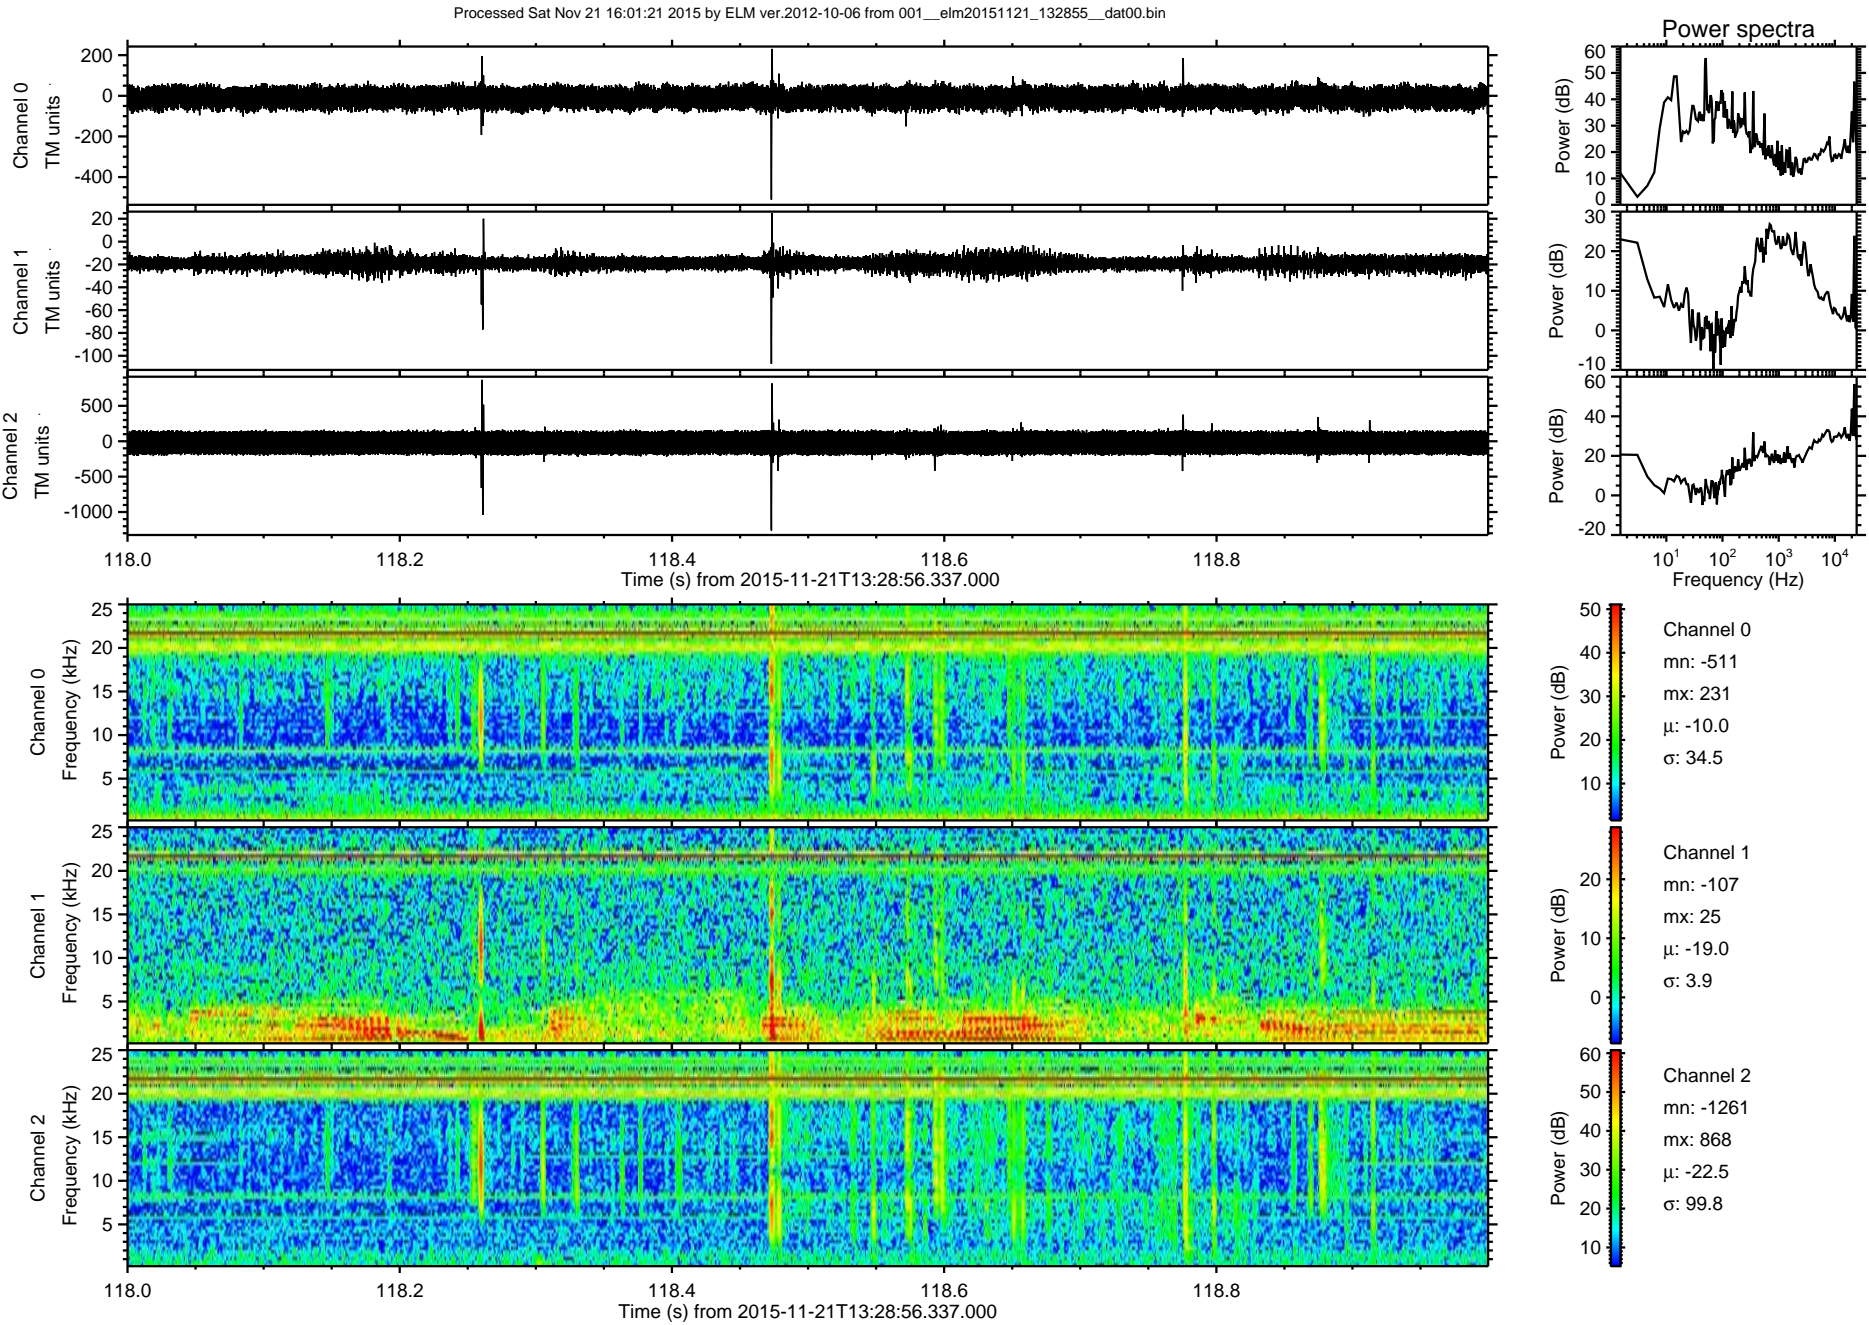 Processed Sat Nov 21 16:01:21 2015 by ELM ver.2012-10-06 from 001__elm20151121_132855__dat00.bin
Power spectra
Channel 0
TM units
200
0
-200
-400
Power (dB)
60
50
40
30
20
10
0
Channel 1
TM units
20
0
-20
-40
-60
-80
-100
Power (dB)
30
20
10
0
-10
Channel 2
TM units
500
0
-500
-1000
Power (dB)
60
40
20
0
-20
118.0 118.2 118.4 118.6 118.8
Time (s) from 2015-11-21T13:28:56.337.000
10¹ 10² 10³ 10⁴
Frequency (Hz)
Channel 0
Frequency (kHz)
25
20
15
10
5
Power (dB)
50
40
30
20
10
Channel 0
mn: -511
mx: 231
μ: -10.0
σ: 34.5
Channel 1
Frequency (kHz)
25
20
15
10
5
Power (dB)
20
10
0
Channel 1
mn: -107
mx: 25
μ: -19.0
σ: 3.9
Channel 2
Frequency (kHz)
25
20
15
10
5
Power (dB)
60
50
40
30
20
10
Channel 2
mn: -1261
mx: 868
μ: -22.5
σ: 99.8
118.0 118.2 118.4 118.6 118.8
Time (s) from 2015-11-21T13:28:56.337.000